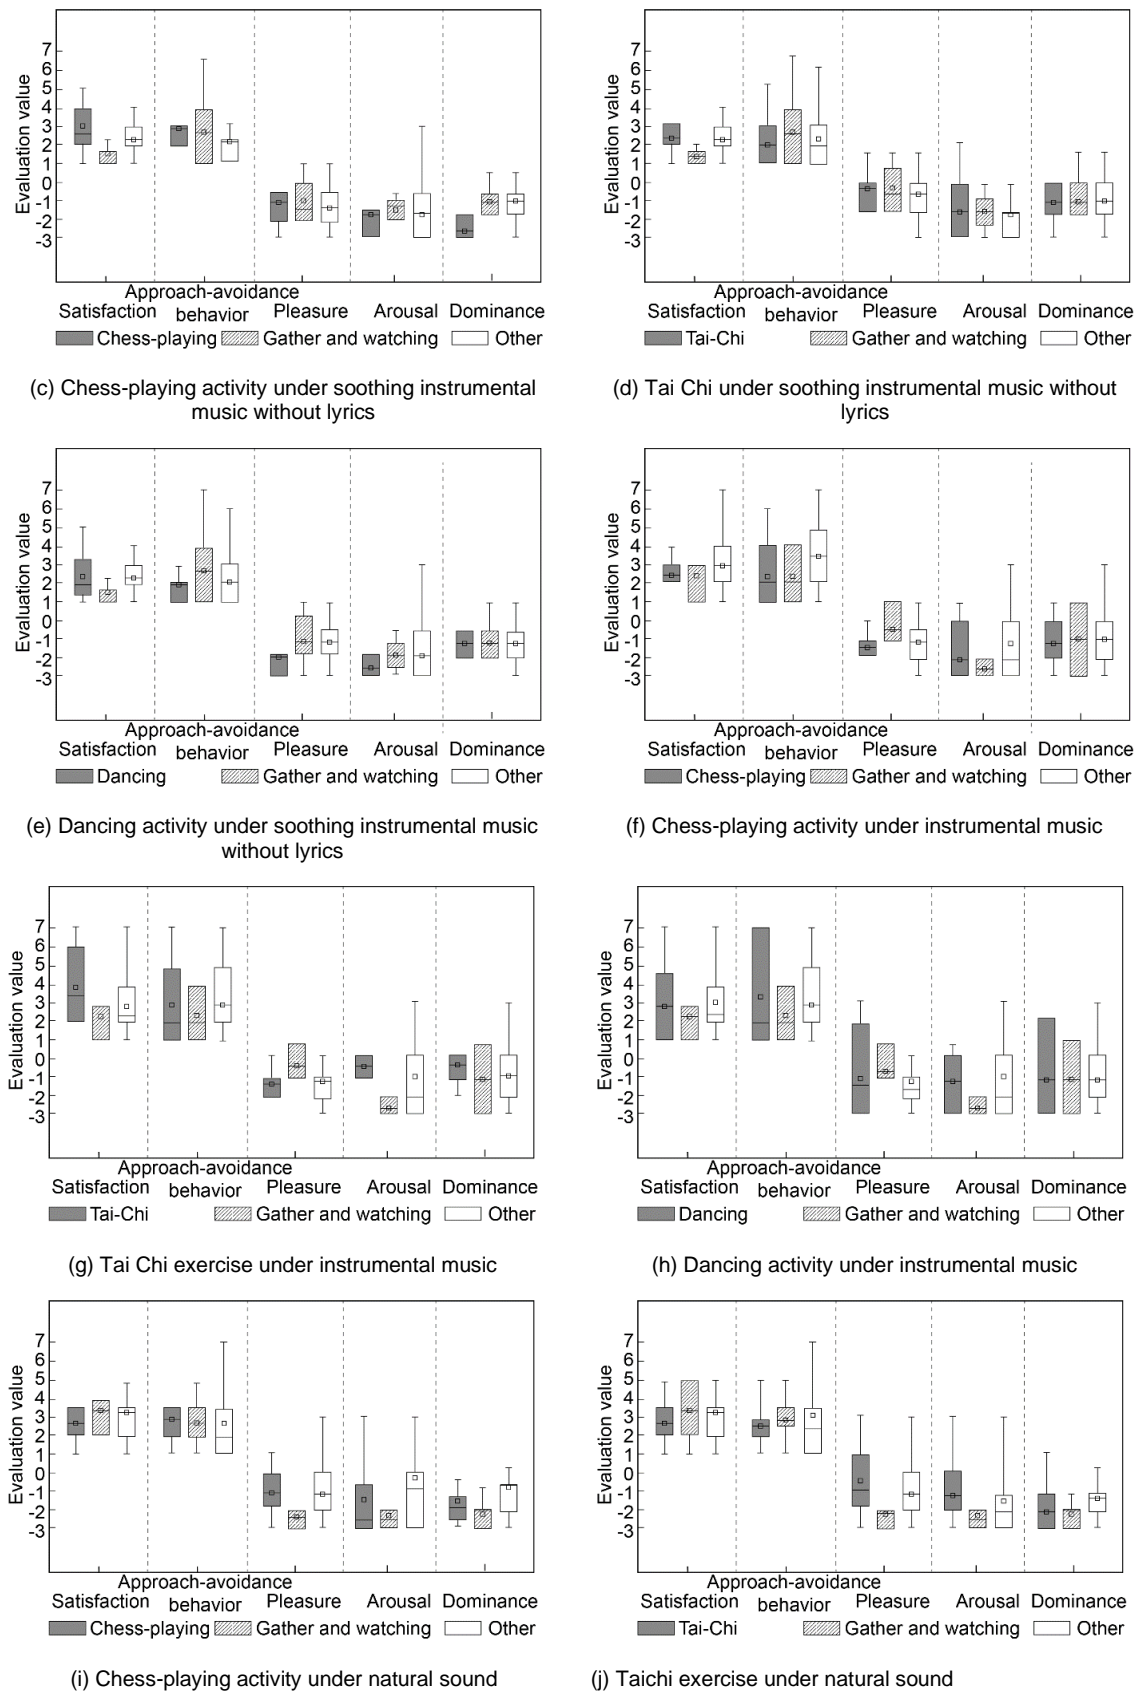 Evaluation value
7
6
5
4
3
2
1
0
-1
-2
-3
Satisfaction
Approach-avoidance
behavior
Pleasure
Arousal
Dominance
Chess-playing
Gather and watching
Other
(c) Chess-playing activity under soothing instrumental
music without lyrics
Evaluation value
7
6
5
4
3
2
1
0
-1
-2
-3
Satisfaction
Approach-avoidance
behavior
Pleasure
Arousal
Dominance
Tai-Chi
Gather and watching
Other
(d) Tai Chi under soothing instrumental music without
lyrics
Evaluation value
7
6
5
4
3
2
1
0
-1
-2
-3
Satisfaction
Approach-avoidance
behavior
Pleasure
Arousal
Dominance
Dancing
Gather and watching
Other
(e) Dancing activity under soothing instrumental music
without lyrics
Evaluation value
7
6
5
4
3
2
1
0
-1
-2
-3
Satisfaction
Approach-avoidance
behavior
Pleasure
Arousal
Dominance
Chess-playing
Gather and watching
Other
(f) Chess-playing activity under instrumental music
Evaluation value
7
6
5
4
3
2
1
0
-1
-2
-3
Satisfaction
Approach-avoidance
behavior
Pleasure
Arousal
Dominance
Tai-Chi
Gather and watching
Other
(g) Tai Chi exercise under instrumental music
Evaluation value
7
6
5
4
3
2
1
0
-1
-2
-3
Satisfaction
Approach-avoidance
behavior
Pleasure
Arousal
Dominance
Dancing
Gather and watching
Other
(h) Dancing activity under instrumental music
Evaluation value
7
6
5
4
3
2
1
0
-1
-2
-3
Satisfaction
Approach-avoidance
behavior
Pleasure
Arousal
Dominance
Chess-playing
Gather and watching
Other
(i) Chess-playing activity under natural sound
Evaluation value
7
6
5
4
3
2
1
0
-1
-2
-3
Satisfaction
Approach-avoidance
behavior
Pleasure
Arousal
Dominance
Tai-Chi
Gather and watching
Other
(j) Taichi exercise under natural sound